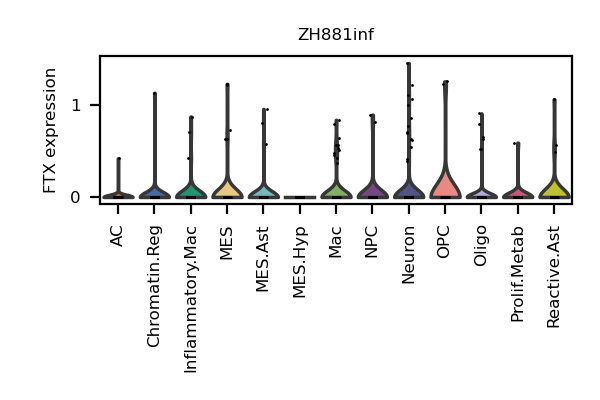 ZH881inf
FTX expression
1
0
AC
Chromatin.Reg
Inflammatory.Mac
MES
MES.Ast
MES.Hyp
Mac
NPC
Neuron
OPC
Oligo
Prolif.Metab
Reactive.Ast